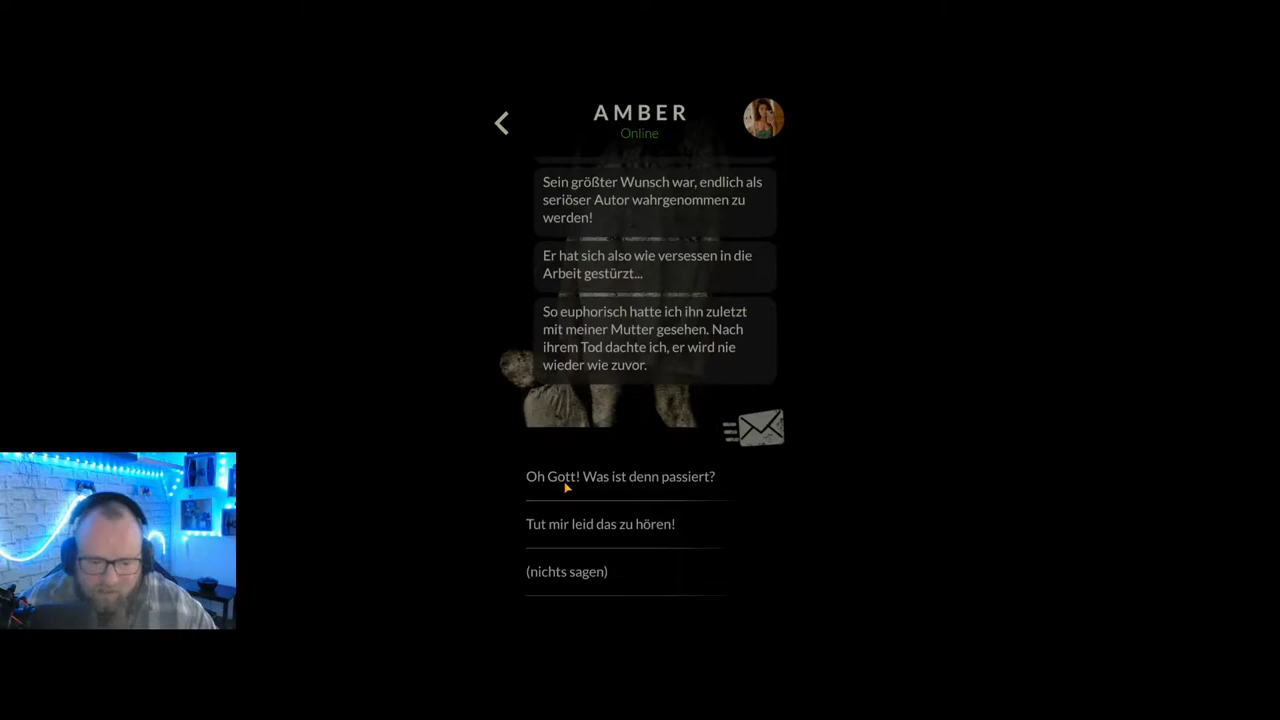 AMBER
Online
Sein größter Wunsch war, endlich als
seriöser Autor wahrgenommen zu
werden!
Er hat sich also wie versessen in die
Arbeit gestürzt...
So euphorisch hatte ich ihn zuletzt
mit meiner Mutter gesehen. Nach
ihrem Tod dachte ich, er wird nie
wieder wie zuvor.
Oh Gott! Was ist denn passiert?
Tut mir leid das zu hören!
(nichts sagen)